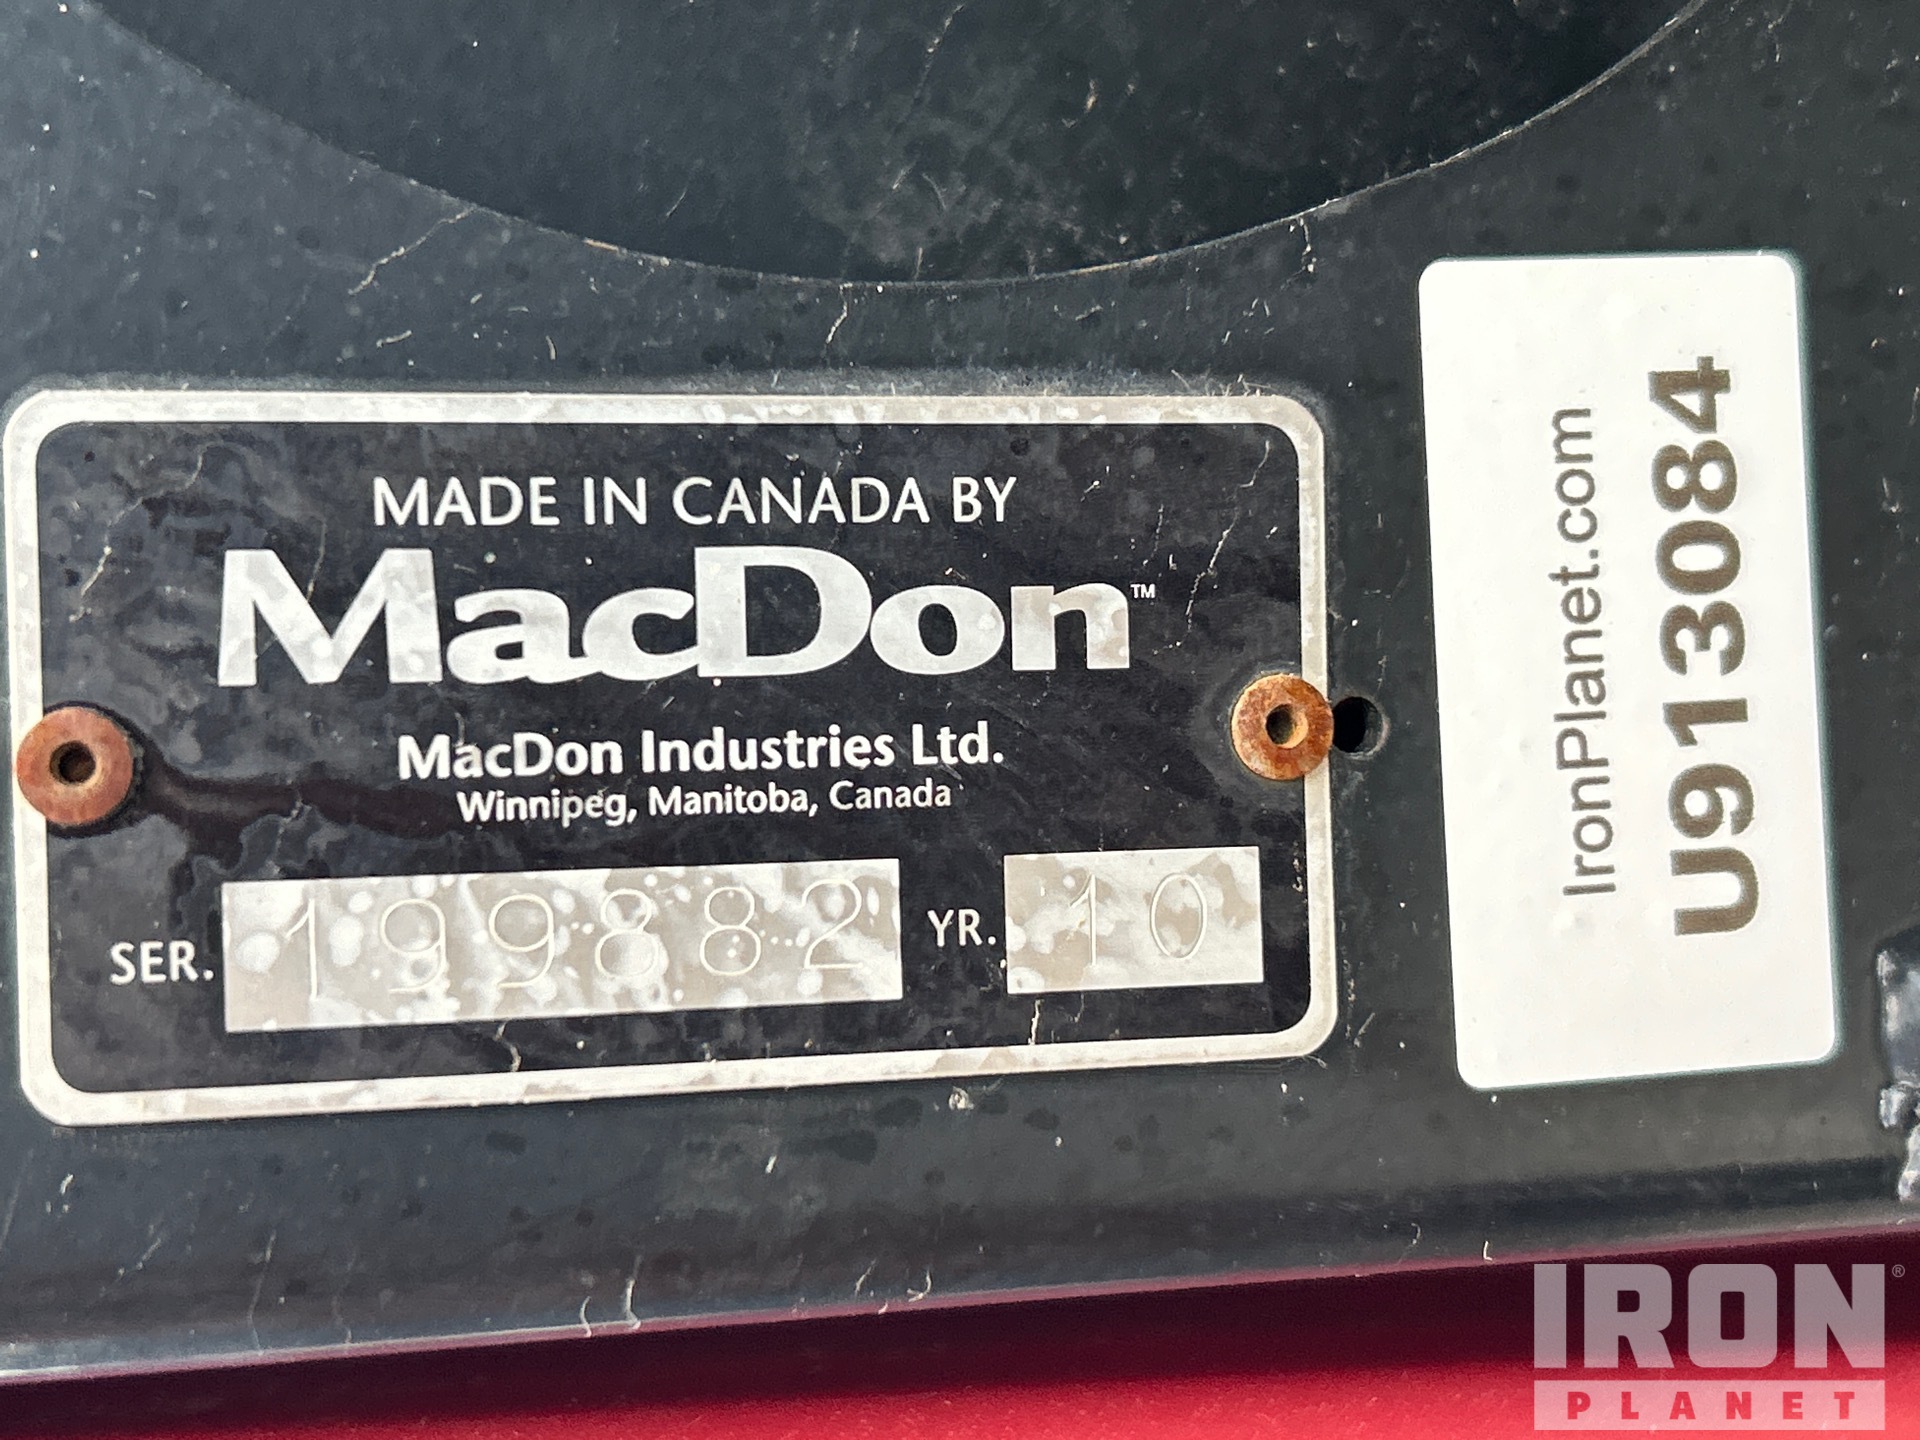 MADE IN CANADA BY
MacDon™
MacDon Industries Ltd.
Winnipeg, Manitoba, Canada
SER. 199882 YR. 10
IronPlanet.com
U913084
IRON®
PLANET